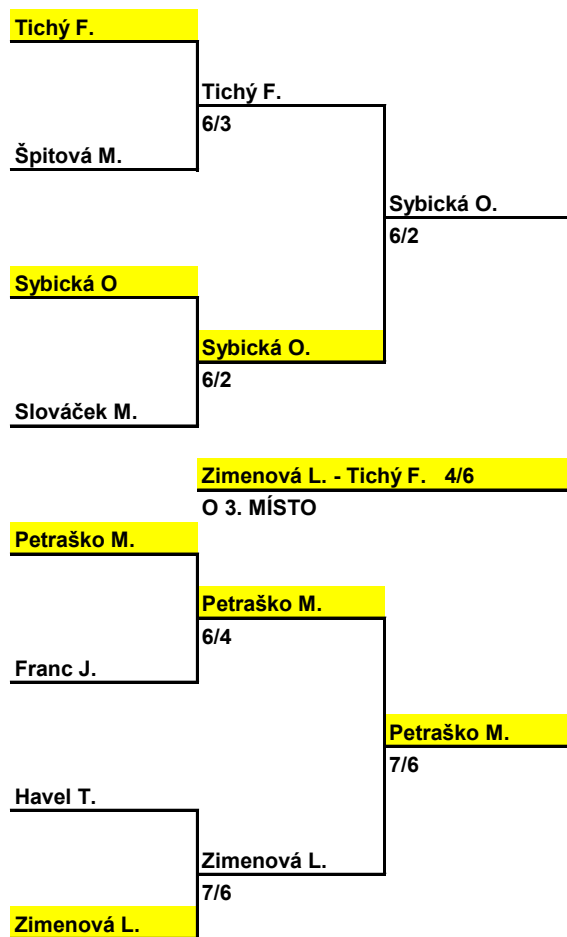 Tichý F.
Tichý F.
6/3
Špitová M.
Sybická O.
6/2
Sybická O
Sybická O.
6/2
Slováček M.
Zimenová L. - Tichý F. 4/6
O 3. MÍSTO
Petraško M.
Petraško M.
6/4
Franc J.
Petraško M.
7/6
Havel T.
Zimenová L.
7/6
Zimenová L.